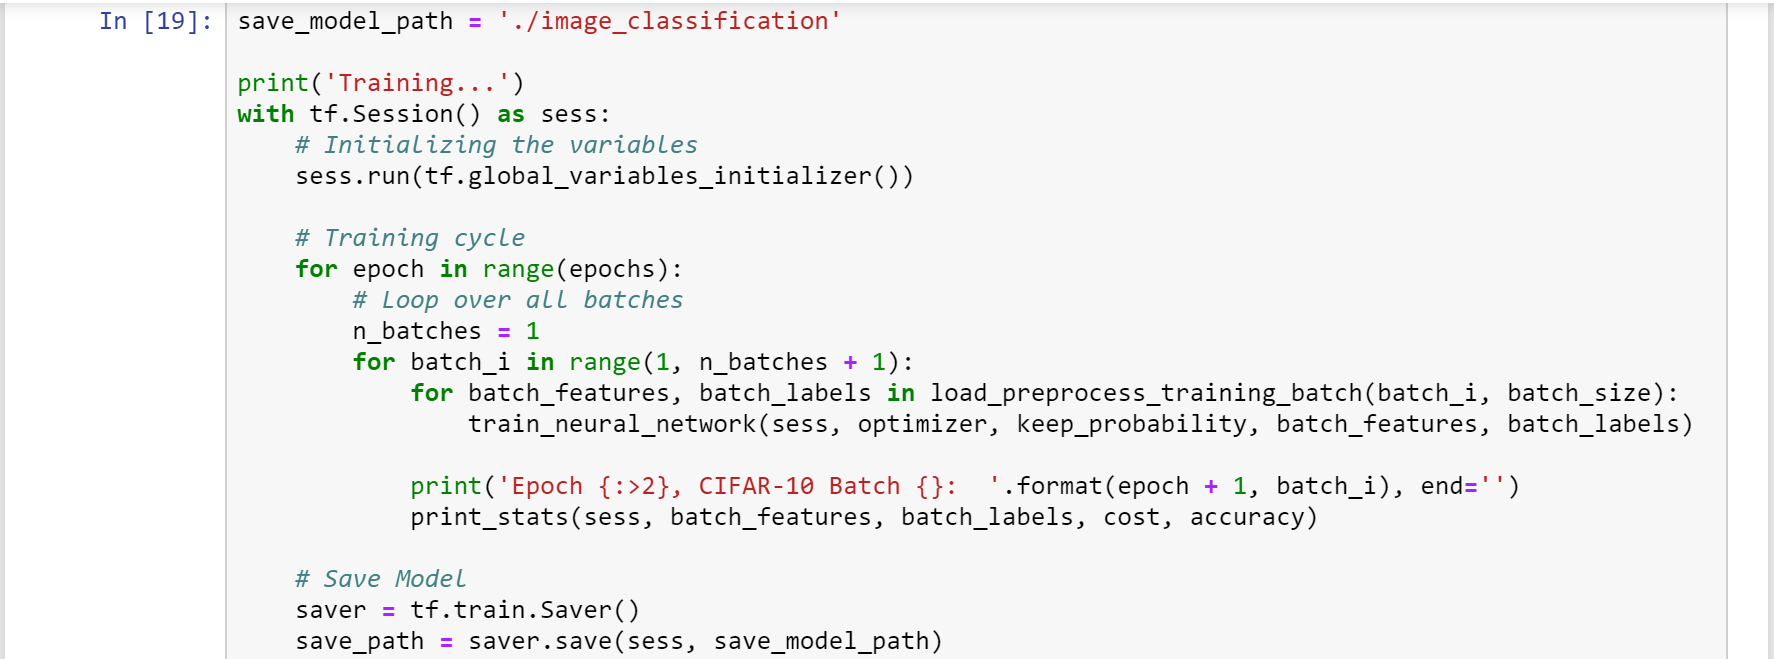 In [19]: save_model_path = './image_classification'

print('Training...')
with tf.Session() as sess:
    # Initializing the variables
    sess.run(tf.global_variables_initializer())

    # Training cycle
    for epoch in range(epochs):
        # Loop over all batches
        n_batches = 1
        for batch_i in range(1, n_batches + 1):
            for batch_features, batch_labels in load_preprocess_training_batch(batch_i, batch_size):
                train_neural_network(sess, optimizer, keep_probability, batch_features, batch_labels)

            print('Epoch {:>2}, CIFAR-10 Batch {}:  '.format(epoch + 1, batch_i), end='')
            print_stats(sess, batch_features, batch_labels, cost, accuracy)

    # Save Model
    saver = tf.train.Saver()
    save_path = saver.save(sess, save_model_path)